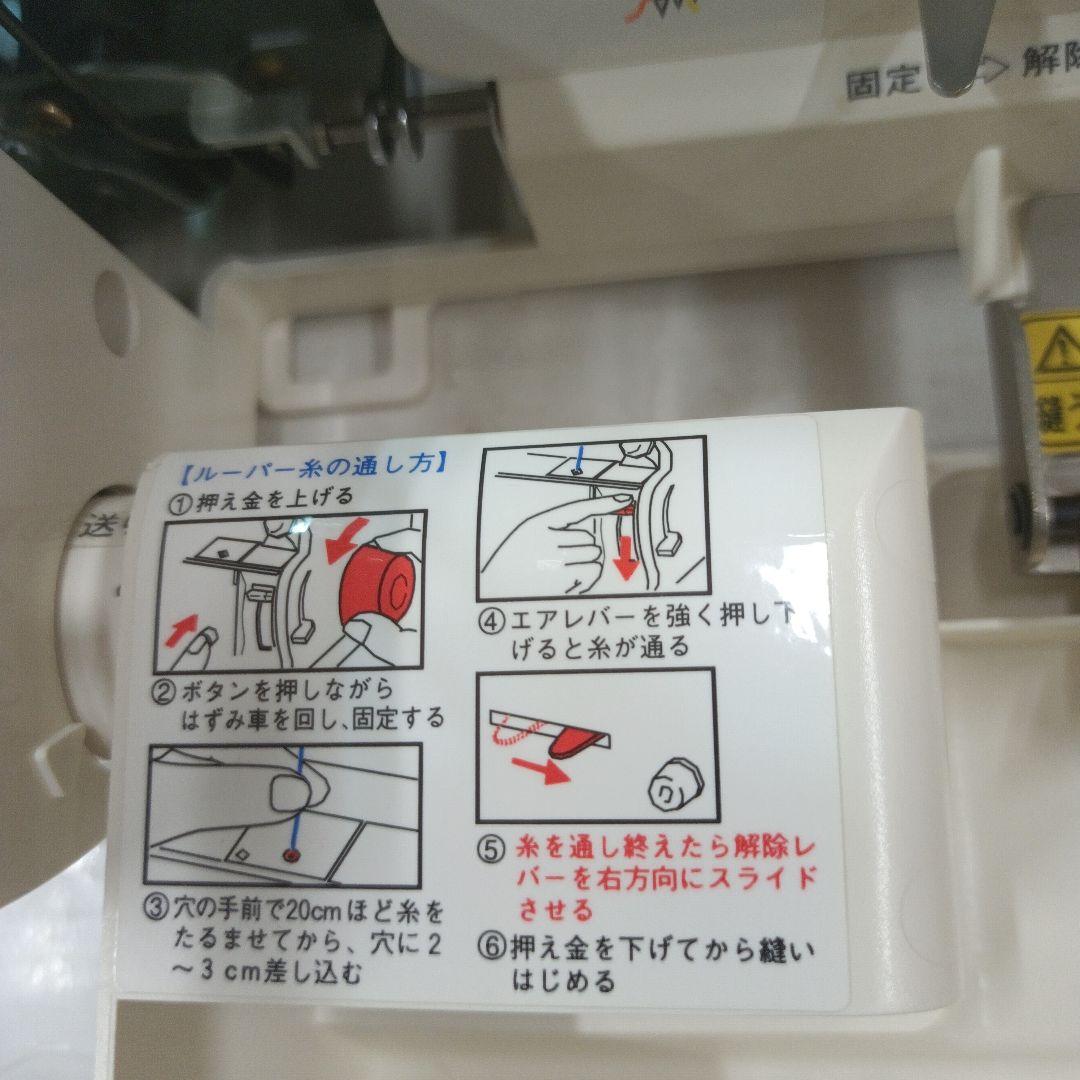 固定 ⇨ 解除
送り
縫う
【ルーパー糸の通し方】
①押え金を上げる
②ボタンを押しながら
はずみ車を回し、固定する
③穴の手前で20cmほど糸を
たるませてから、穴に2
～3cm差し込む
④エアレバーを強く押し下
げると糸が通る
⑤糸を通し終えたら解除レ
バーを右方向にスライド
させる
⑥押え金を下げてから縫い
はじめる